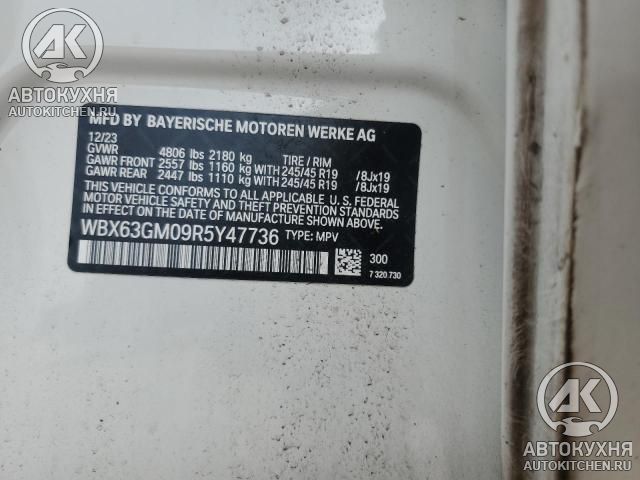 АК
АВТОКУХНЯ
AUTOKITCHEN.RU
MFD BY BAYERISCHE MOTOREN WERKE AG
12/23
GVWR 4806 lbs 2180 kg TIRE / RIM
GAWR FRONT 2557 lbs 1160 kg WITH 245/45 R19 /8Jx19
GAWR REAR 2447 lbs 1110 kg WITH 245/45 R19 /8Jx19
THIS VEHICLE CONFORMS TO ALL APPLICABLE
U.S. FEDERAL MOTOR VEHICLE SAFETY,
BUMPER, AND THEFT PREVENTION STANDARDS
IN EFFECT ON THE DATE OF MANUFACTURE
SHOWN ABOVE.
WBX63GM09R5Y47736 TYPE: MPV
300
7 320 730
АК
АВТОКУХНЯ
AUTOKITCHEN.RU